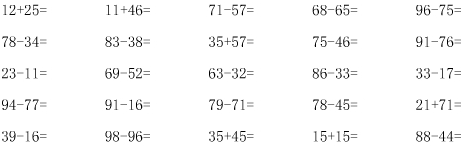 12+25= 11+46= 71-57= 68-65= 96-75=
78-34= 83-38= 35+57= 75-46= 91-76=
23-11= 69-52= 63-32= 86-33= 33-17=
94-77= 91-16= 79-71= 78-45= 21+71=
39-16= 98-96= 35+45= 15+15= 88-44=